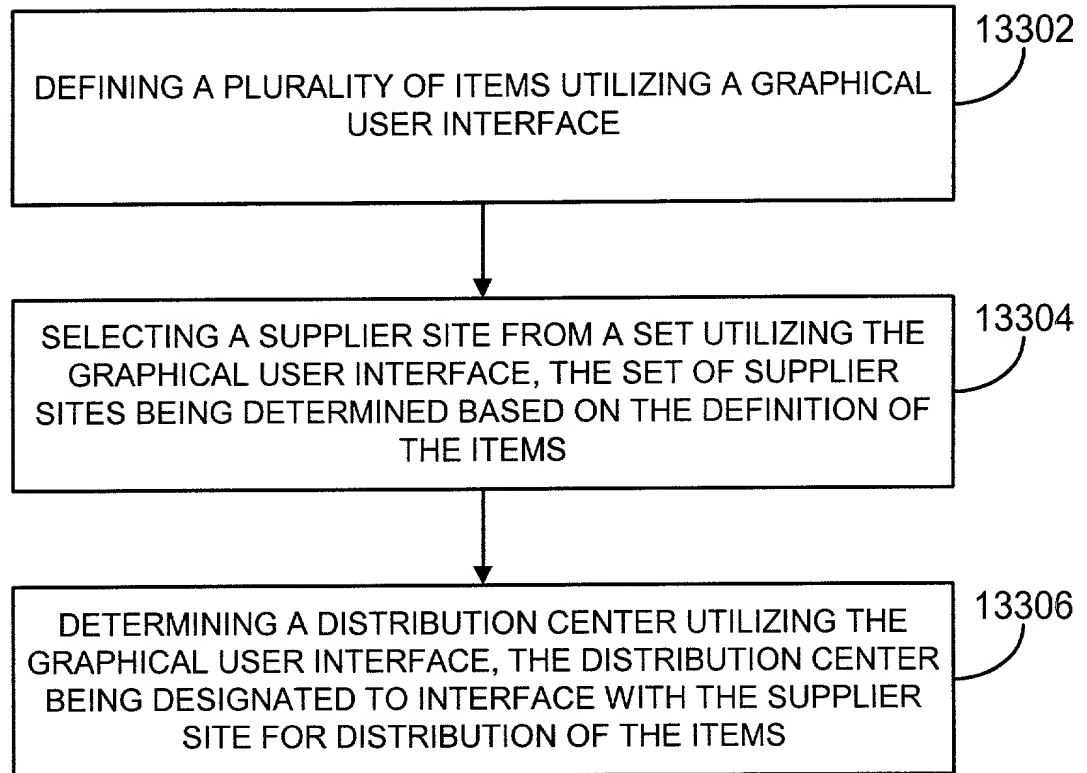 13302
DEFINING A PLURALITY OF ITEMS UTILIZING A GRAPHICAL
USER INTERFACE
13304
SELECTING A SUPPLIER SITE FROM A SET UTILIZING THE
GRAPHICAL USER INTERFACE, THE SET OF SUPPLIER
SITES BEING DETERMINED BASED ON THE DEFINITION OF
THE ITEMS
13306
DETERMINING A DISTRIBUTION CENTER UTILIZING THE
GRAPHICAL USER INTERFACE, THE DISTRIBUTION CENTER
BEING DESIGNATED TO INTERFACE WITH THE SUPPLIER
SITE FOR DISTRIBUTION OF THE ITEMS